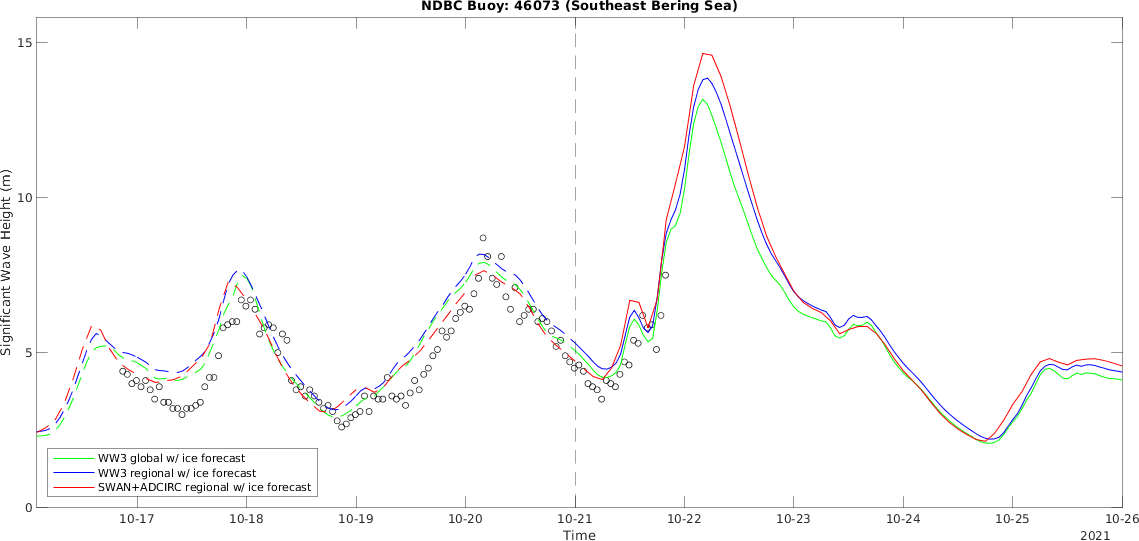 NDBC Buoy: 46073 (Southeast Bering Sea)
15
10
5
0
Significant Wave Height (m)
WW3 global w/ ice forecast
WW3 regional w/ ice forecast
SWAN+ADCIRC regional w/ ice forecast
10-17 10-18 10-19 10-20 10-21 10-22 10-23 10-24 10-25 10-26
Time
2021